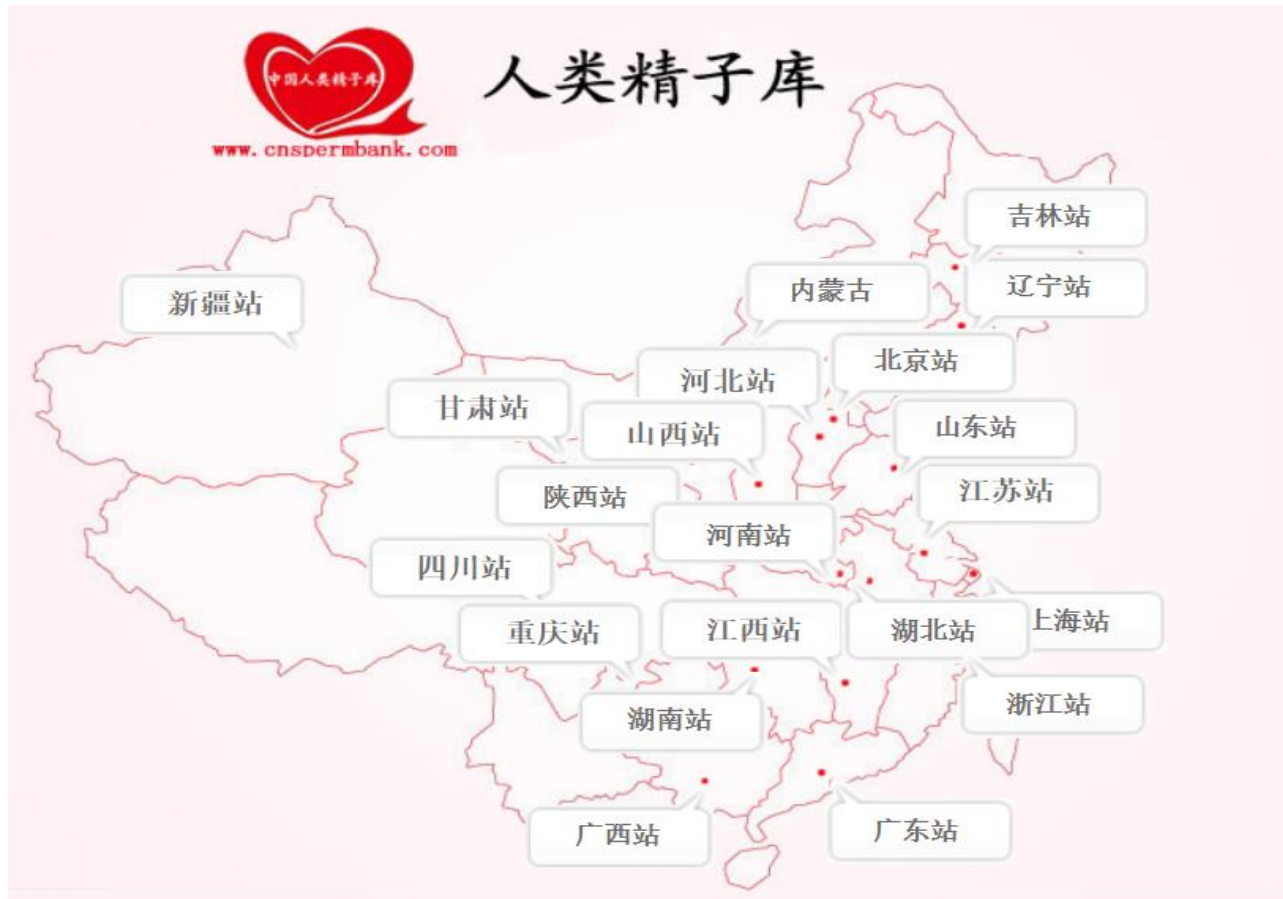 中国人类精子库
人类精子库
www.cnspermbank.com
吉林站
辽宁站
内蒙古
新疆站
北京站
河北站
甘肃站
山西站
山东站
江苏站
陕西站
河南站
四川站
上海站
重庆站
江西站
湖北站
浙江站
湖南站
广西站
广东站